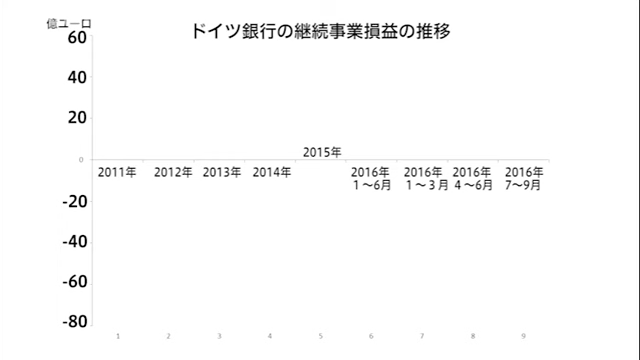 ドイツ銀行の継続事業損益の推移
億ユーロ
60
40
20
0
-20
-40
-60
-80
2011年
2012年
2013年
2014年
2015年
2016年
1～6月
2016年
1～3月
2016年
4～6月
2016年
7～9月
1 2 3 4 5 6 7 8 9